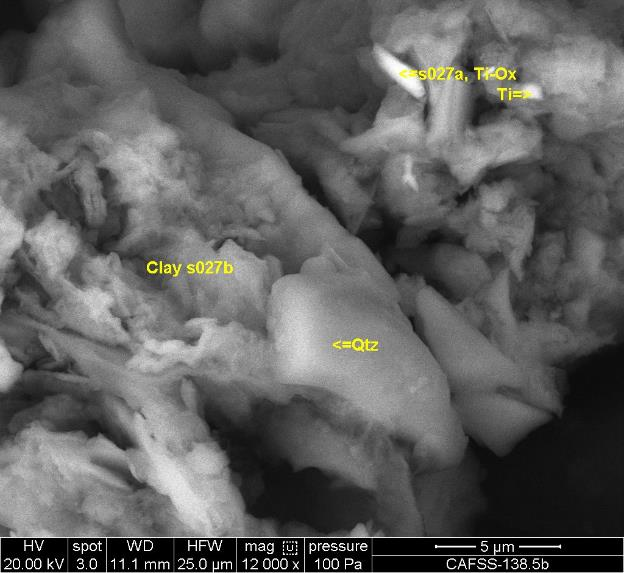 <=s027a, Ti-Ox
Ti=>
Clay s027b
<=Qtz
HV spot WD HFW mag pressure 5 µm
20.00 kV 3.0 11.1 mm 25.0 µm 12 000 x 100 Pa CAFSS-138.5b